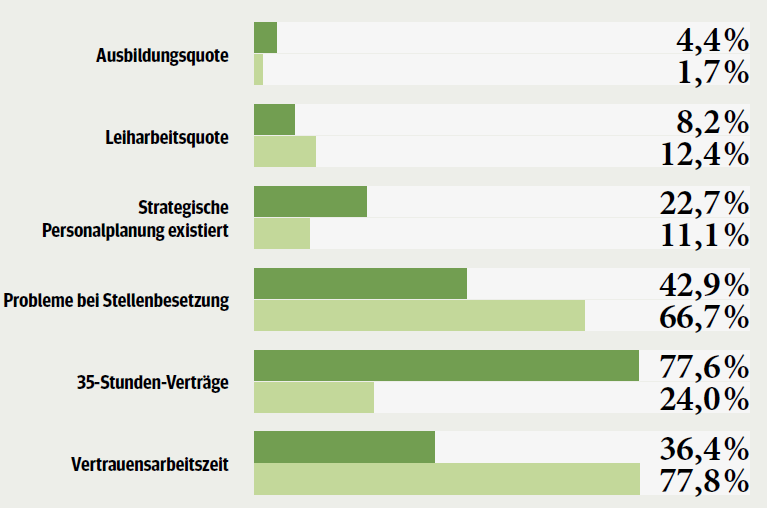 Ausbildungsquote
4,4%
1,7%
Leiharbeitsquote
8,2%
12,4%
Strategische
Personalplanung existiert
22,7%
11,1%
Probleme bei Stellenbesetzung
42,9%
66,7%
35-Stunden-Verträge
77,6%
24,0%
Vertrauensarbeitszeit
36,4%
77,8%